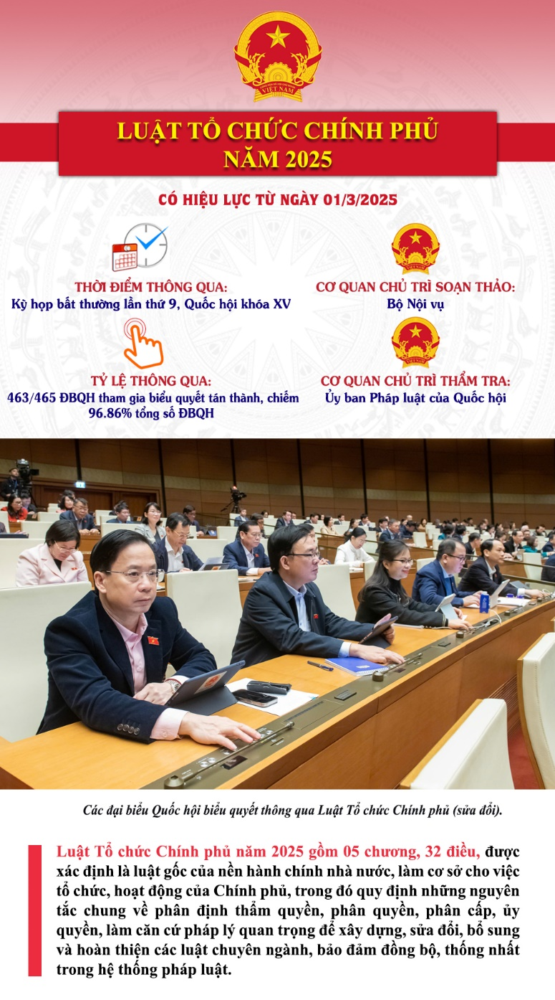 VIỆT NAM
LUẬT TỔ CHỨC CHÍNH PHỦ
NĂM 2025
CÓ HIỆU LỰC TỪ NGÀY 01/3/2025
THỜI ĐIỂM THÔNG QUA:
Kỳ họp bất thường lần thứ 9, Quốc hội khóa XV
CƠ QUAN CHỦ TRÌ SOẠN THẢO:
Bộ Nội vụ
TỶ LỆ THÔNG QUA:
463/465 ĐBQH tham gia biểu quyết tán thành, chiếm
96.86% tổng số ĐBQH
CƠ QUAN CHỦ TRÌ THẨM TRA:
Ủy ban Pháp luật của Quốc hội
Các đại biểu Quốc hội biểu quyết thông qua Luật Tổ chức Chính phủ (sửa đổi).
Luật Tổ chức Chính phủ năm 2025 gồm 05 chương, 32 điều, được
xác định là luật gốc của nền hành chính nhà nước, làm cơ sở cho việc
tổ chức, hoạt động của Chính phủ, trong đó quy định những nguyên
tắc chung về phân định thẩm quyền, phân quyền, phân cấp, ủy
quyền, làm căn cứ pháp lý quan trọng để xây dựng, sửa đổi, bổ sung
và hoàn thiện các luật chuyên ngành, bảo đảm đồng bộ, thống nhất
trong hệ thống pháp luật.